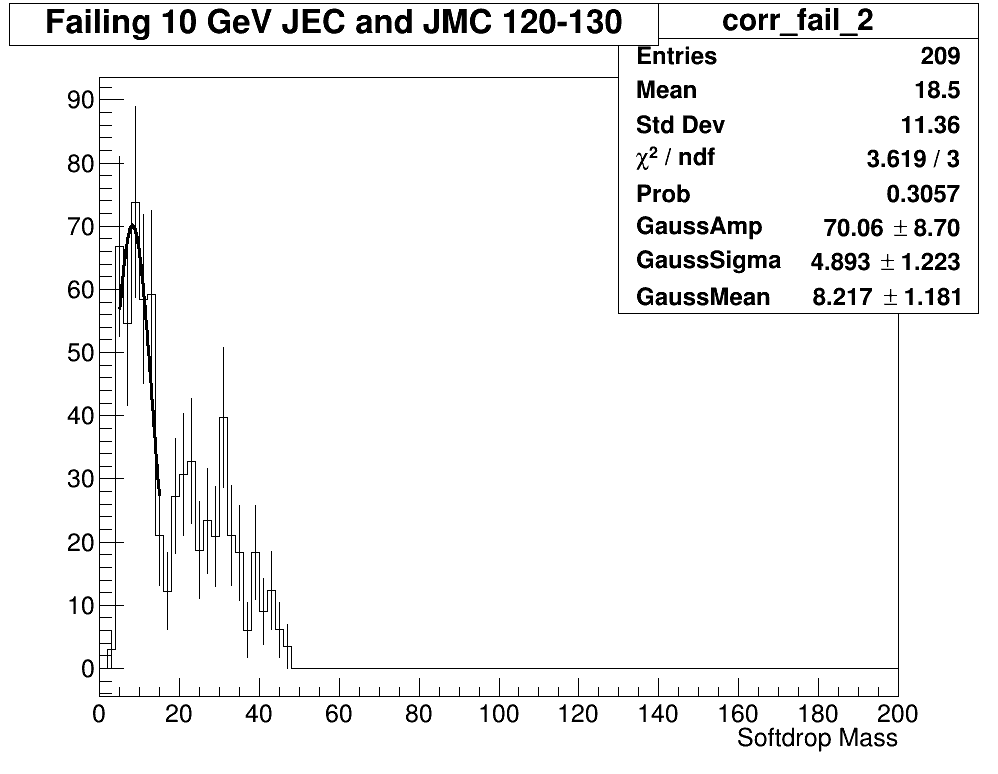 Failing 10 GeV JEC and JMC 120-130
corr_fail_2
Entries 209
Mean 18.5
Std Dev 11.36
χ² / ndf 3.619 / 3
Prob 0.3057
GaussAmp 70.06 ± 8.70
GaussSigma 4.893 ± 1.223
GaussMean 8.217 ± 1.181
90
80
70
60
50
40
30
20
10
0
0 20 40 60 80 100 120 140 160 180 200
Softdrop Mass